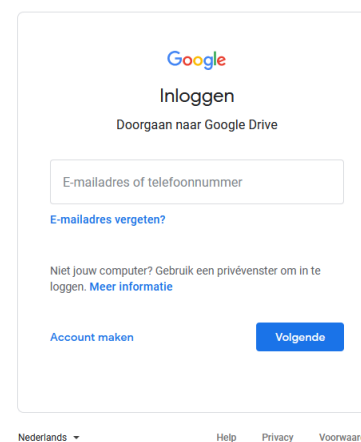 Google
Inloggen
Doorgaan naar Google Drive
E-mailadres of telefoonnummer
E-mailadres vergeten?
Niet jouw computer? Gebruik een privévenster om in te
loggen. Meer informatie
Account maken
Volgende
Nederlands
Help Privacy Voorwaar